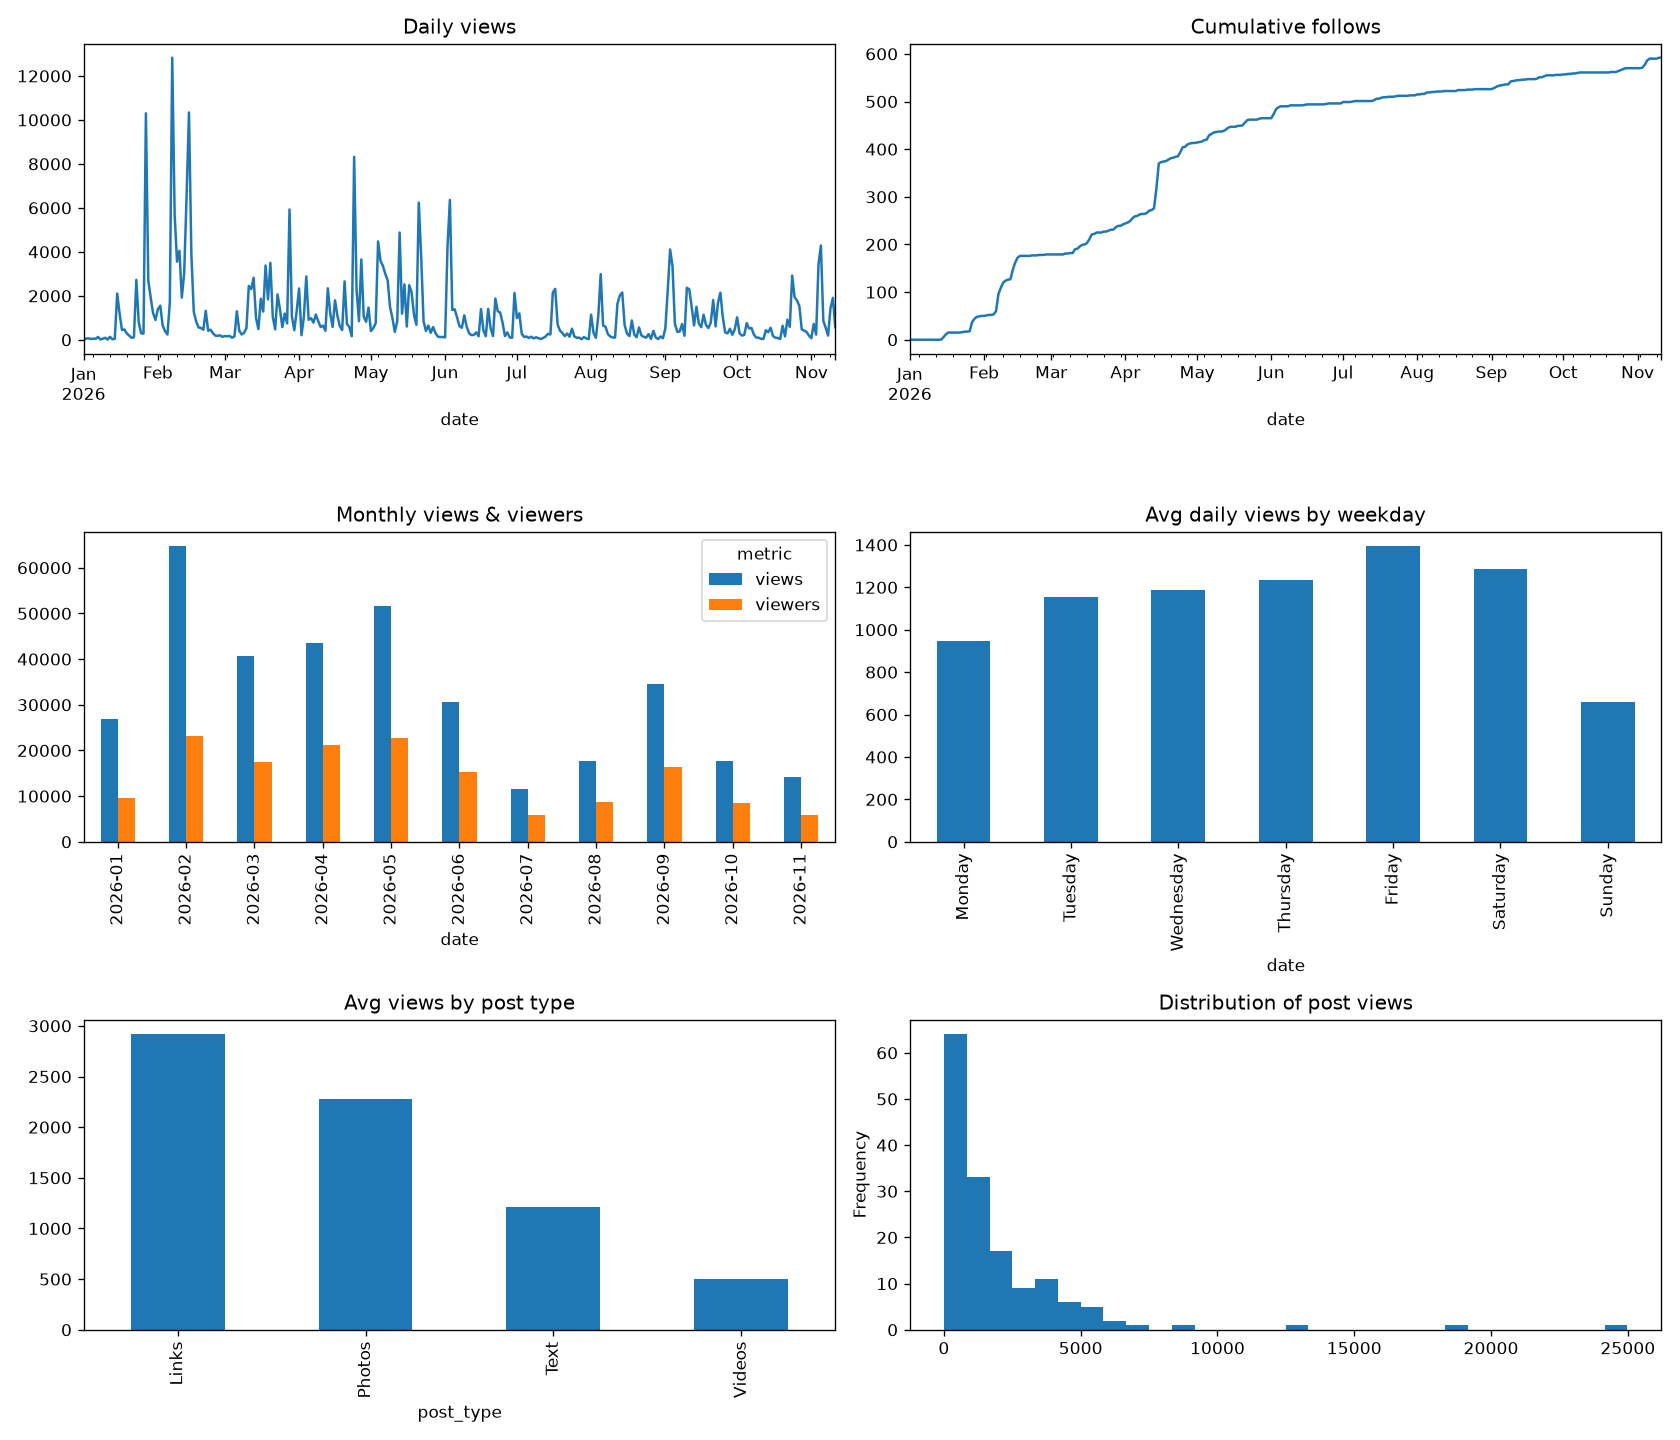 Daily views
12000
10000
8000
6000
4000
2000
0
Jan Feb Mar Apr May Jun Jul Aug Sep Oct Nov
2026
date
Cumulative follows
600
500
400
300
200
100
0
Jan Feb Mar Apr May Jun Jul Aug Sep Oct Nov
2026
date
Monthly views & viewers
metric
views
viewers
60000
50000
40000
30000
20000
10000
0
2026-01 2026-02 2026-03 2026-04 2026-05 2026-06 2026-07 2026-08 2026-09 2026-10 2026-11
date
Avg daily views by weekday
1400
1200
1000
800
600
400
200
0
Monday Tuesday Wednesday Thursday Friday Saturday Sunday
date
Avg views by post type
3000
2500
2000
1500
1000
500
0
Links Photos Text Videos
post_type
Distribution of post views
Frequency
60
50
40
30
20
10
0
0 5000 10000 15000 20000 25000